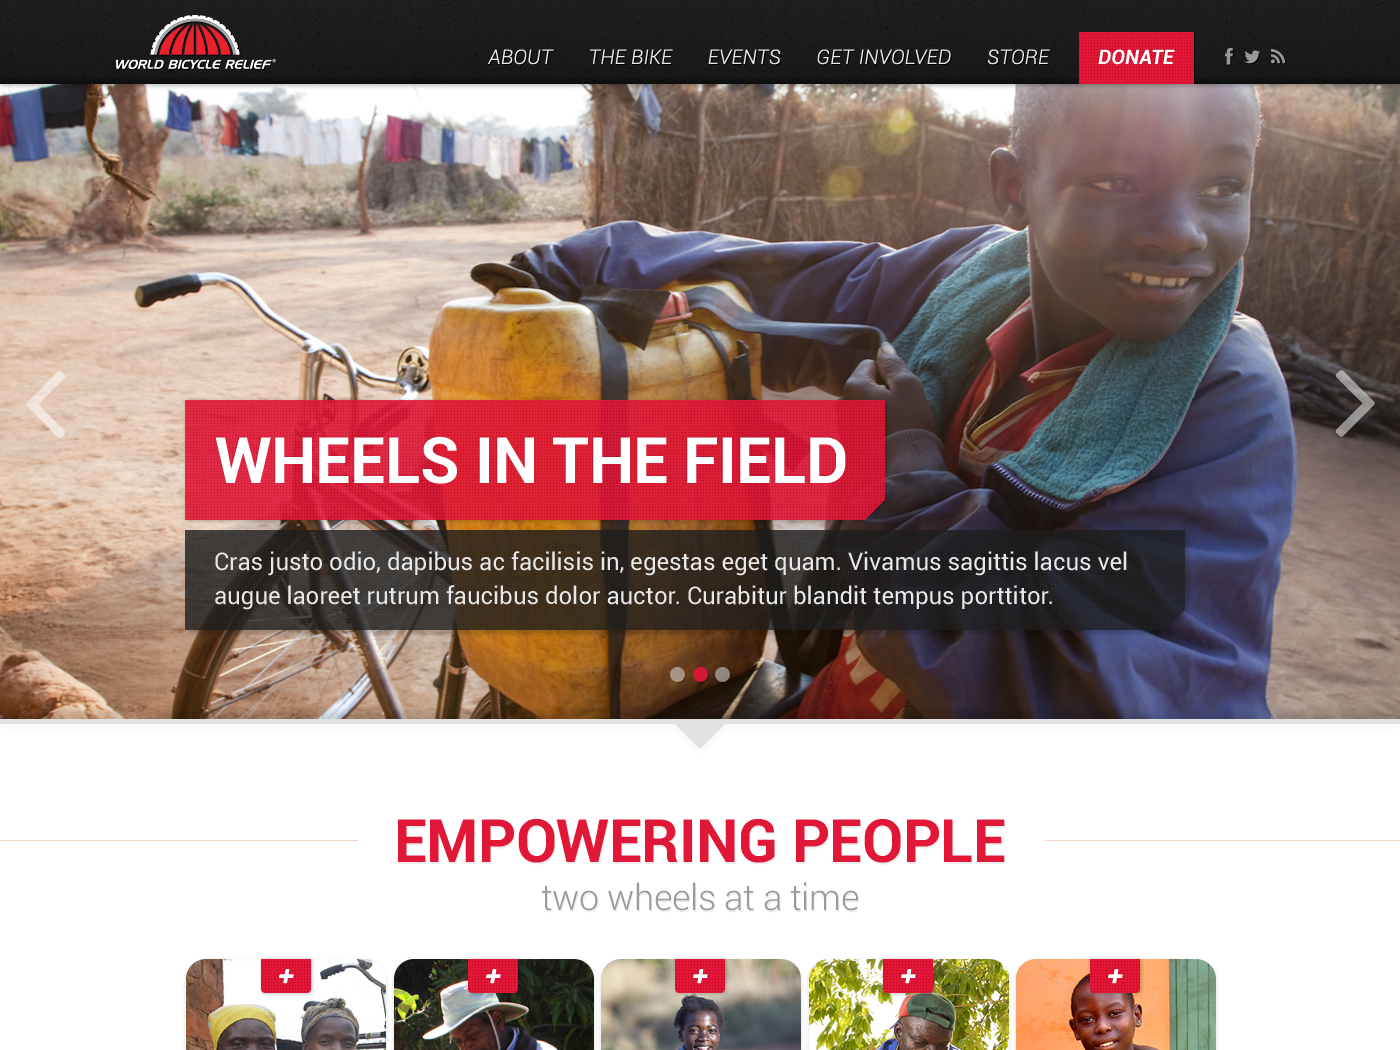 WORLD BICYCLE RELIEF®
ABOUT THE BIKE EVENTS GET INVOLVED STORE DONATE
WHEELS IN THE FIELD
Cras justo odio, dapibus ac facilisis in, egestas eget quam. Vivamus sagittis lacus vel
augue laoreet rutrum faucibus dolor auctor. Curabitur blandit tempus porttitor.
EMPOWERING PEOPLE
two wheels at a time